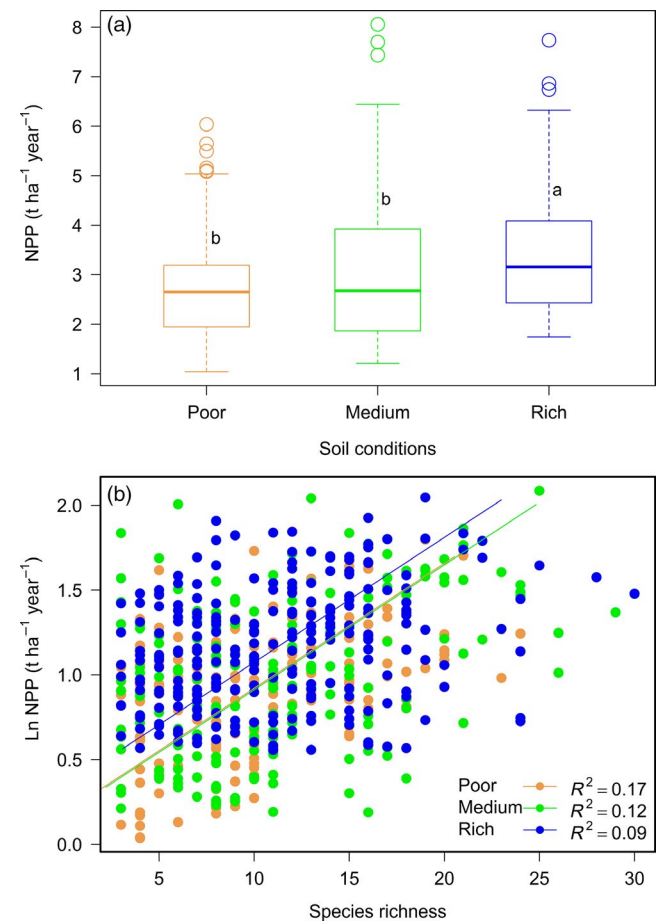 (a)
8
7
6
5
4
3
2
1
NPP (t ha⁻¹ year⁻¹)
b
b
a
Poor Medium Rich
Soil conditions
(b)
2.0
1.5
1.0
0.5
0.0
Ln NPP (t ha⁻¹ year⁻¹)
Poor R² = 0.17
Medium R² = 0.12
Rich R² = 0.09
5 10 15 20 25 30
Species richness